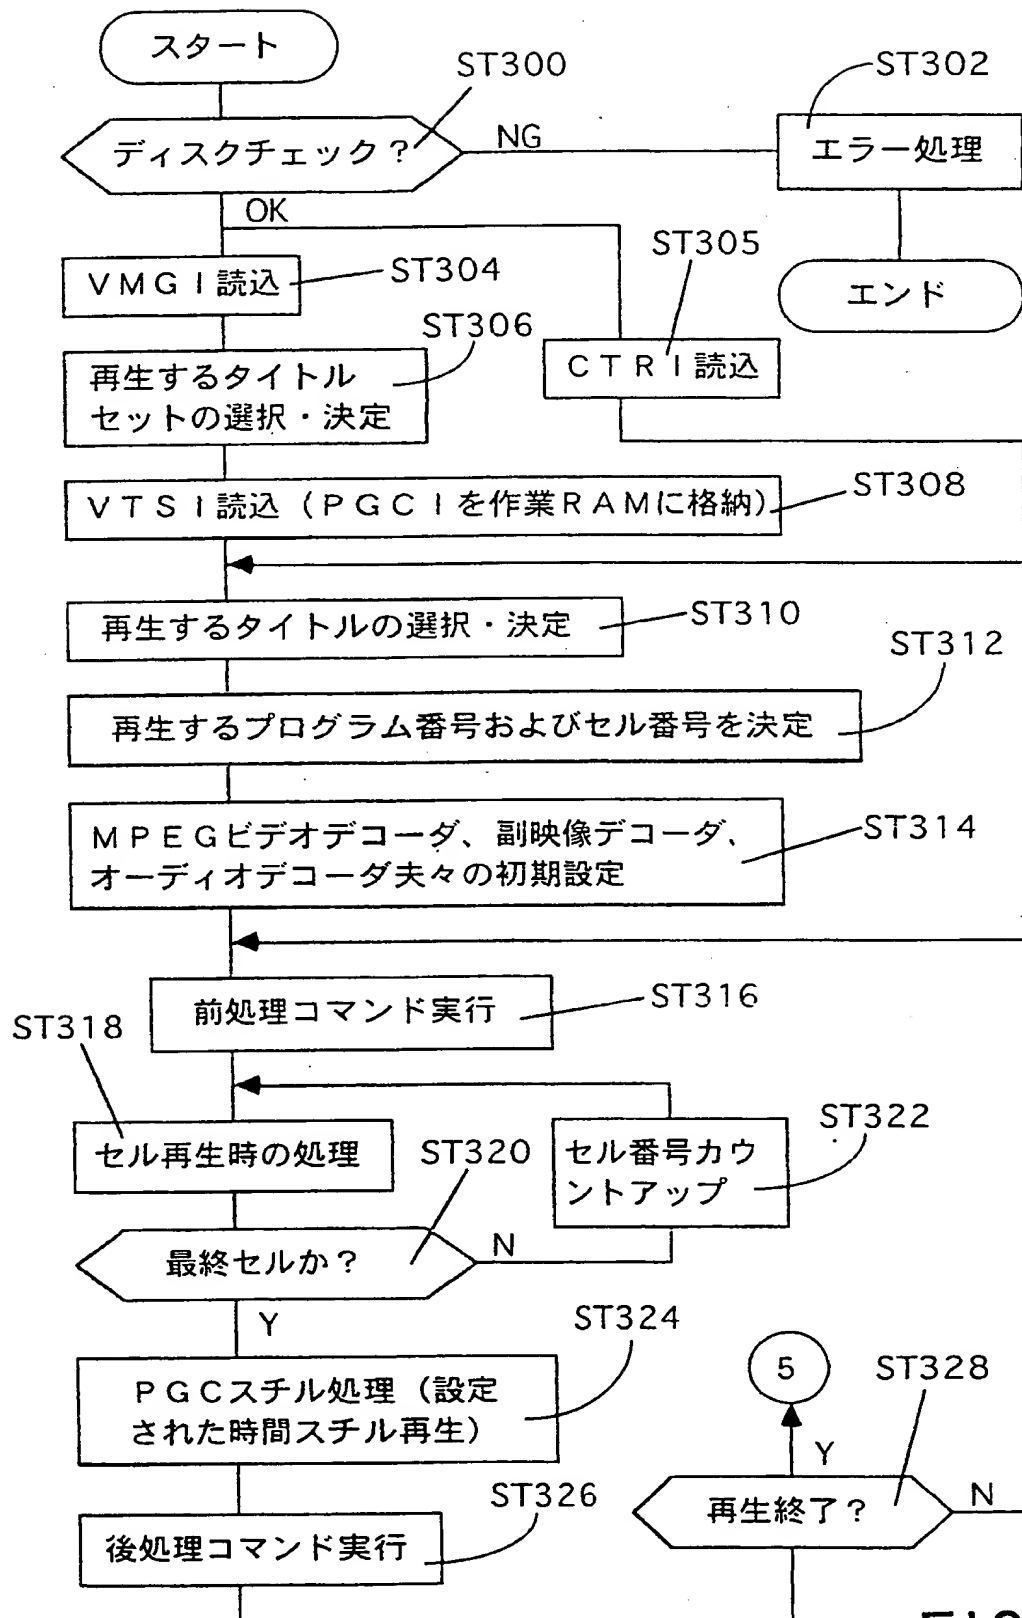 スタート
ST300
ST302
ディスクチェック？
NG
エラー処理
OK
ST305
VMGI読込
ST304
エンド
ST306
CTRI読込
再生するタイトル
セットの選択・決定
VTSI読込（PGCIを作業RAMに格納）
ST308
再生するタイトルの選択・決定
ST310
ST312
再生するプログラム番号およびセル番号を決定
MPEGビデオデコーダ、副映像デコーダ、
オーディオデコーダ夫々の初期設定
ST314
前処理コマンド実行
ST316
ST318
セル再生時の処理
ST320
セル番号カウ
ントアップ
ST322
最終セルか？
N
Y
ST324
PGCスチル処理（設定
された時間スチル再生）
5
ST328
Y
再生終了？
N
ST326
後処理コマンド実行